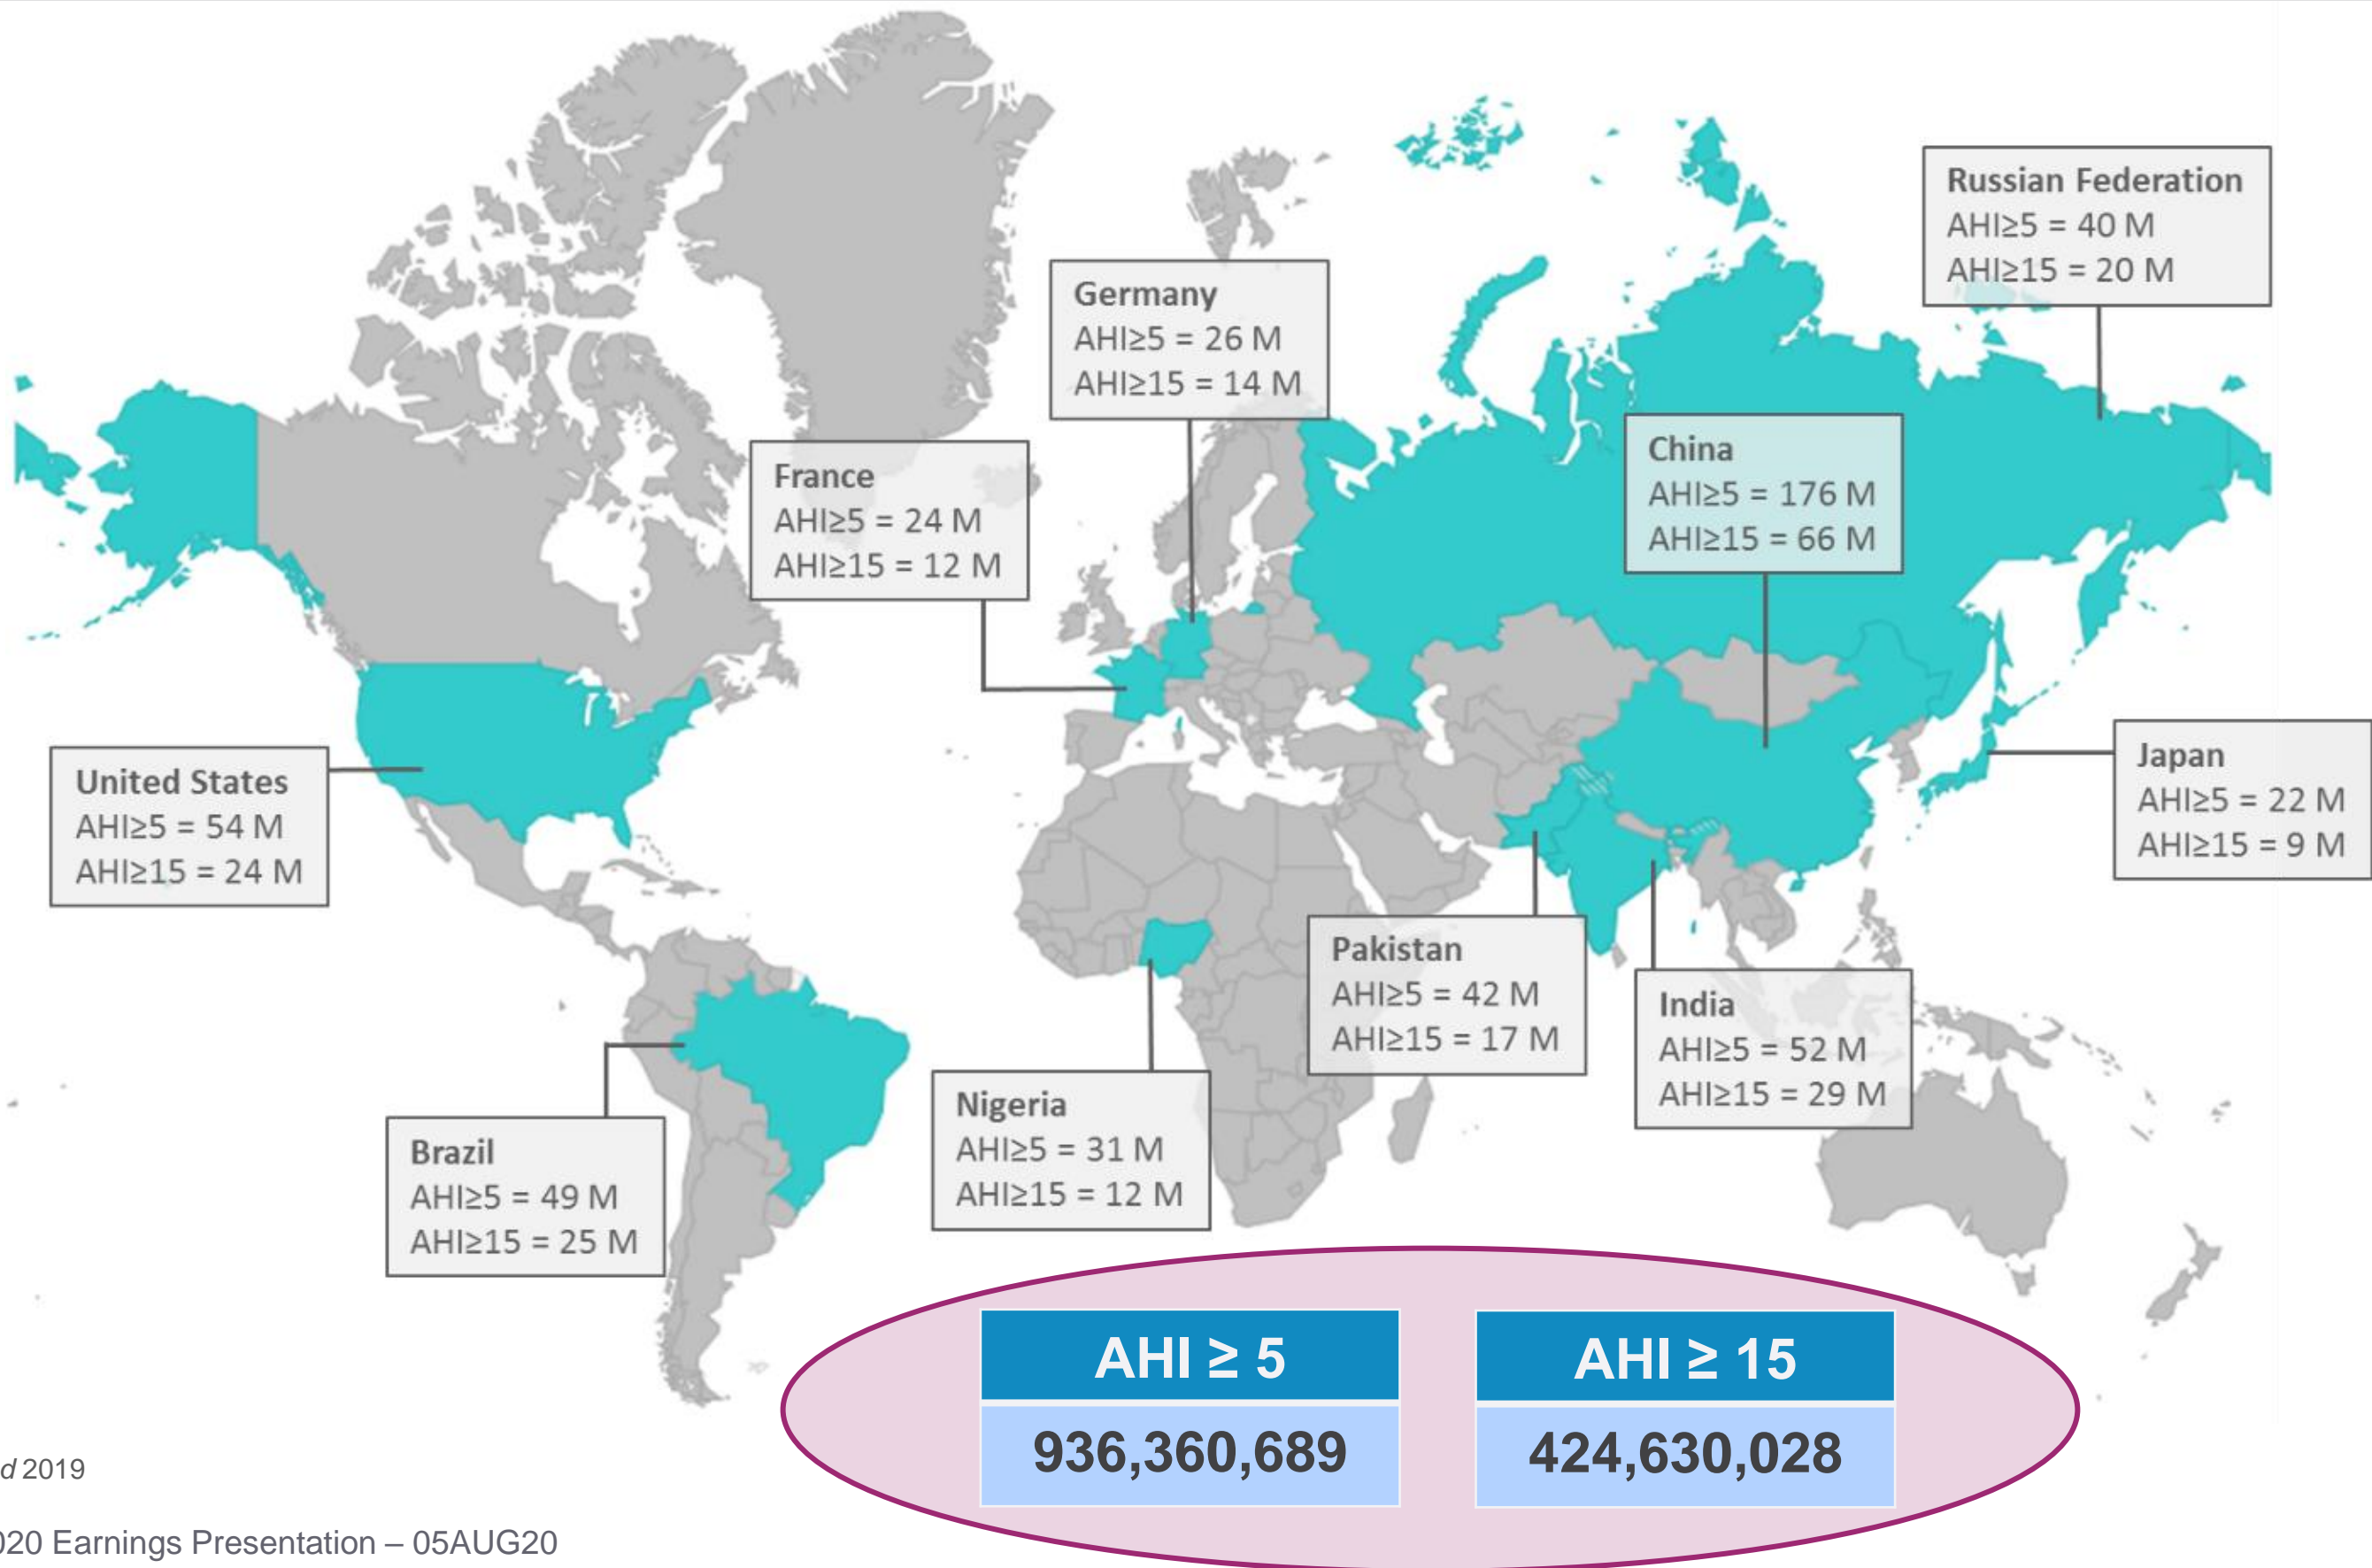 Russian Federation
AHI≥5 = 40 M
AHI≥15 = 20 M
Germany
AHI≥5 = 26 M
AHI≥15 = 14 M
China
AHI≥5 = 176 M
AHI≥15 = 66 M
France
AHI≥5 = 24 M
AHI≥15 = 12 M
United States
AHI≥5 = 54 M
AHI≥15 = 24 M
Japan
AHI≥5 = 22 M
AHI≥15 = 9 M
Pakistan
AHI≥5 = 42 M
AHI≥15 = 17 M
India
AHI≥5 = 52 M
AHI≥15 = 29 M
Nigeria
AHI≥5 = 31 M
AHI≥15 = 12 M
Brazil
AHI≥5 = 49 M
AHI≥15 = 25 M
AHI ≥ 5
936,360,689
AHI ≥ 15
424,630,028
d 2019
020 Earnings Presentation – 05AUG20